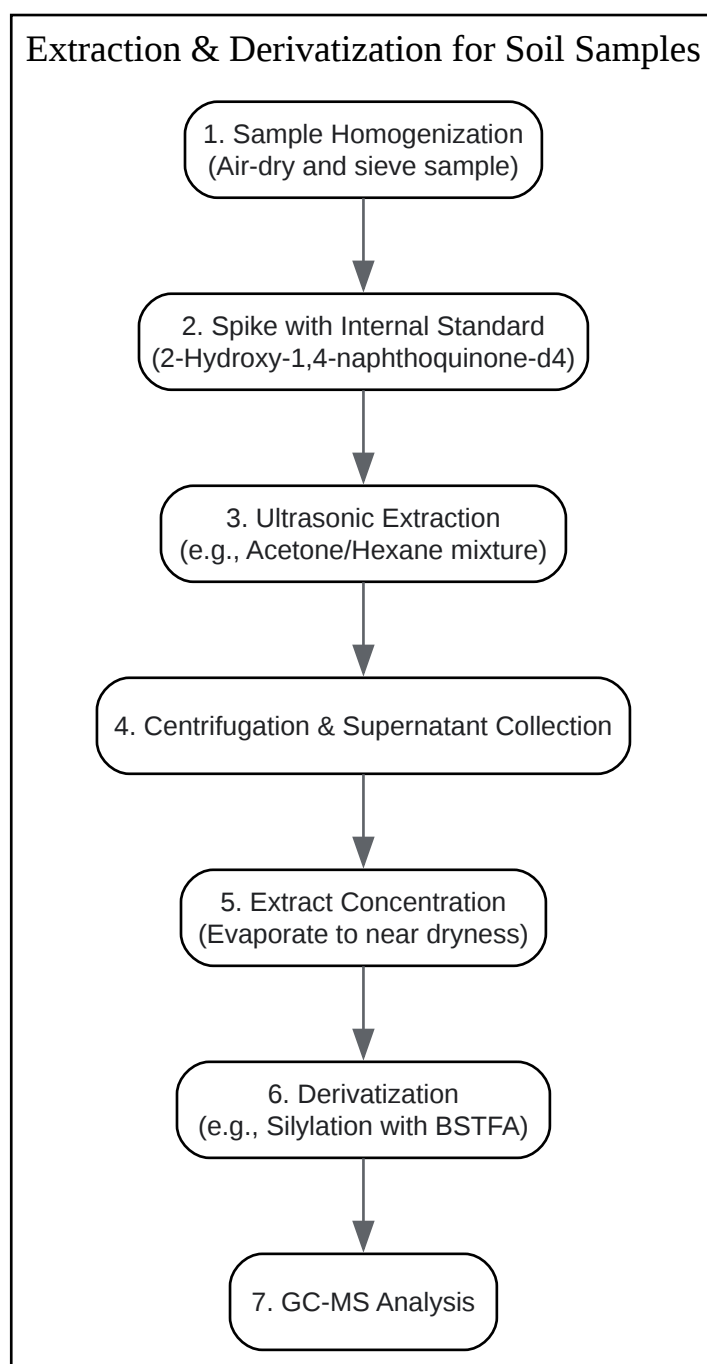 Extraction & Derivatization for Soil Samples
1. Sample Homogenization
(Air-dry and sieve sample)
2. Spike with Internal Standard
(2-Hydroxy-1,4-naphthoquinone-d4)
3. Ultrasonic Extraction
(e.g., Acetone/Hexane mixture)
4. Centrifugation & Supernatant Collection
5. Extract Concentration
(Evaporate to near dryness)
6. Derivatization
(e.g., Silylation with BSTFA)
7. GC-MS Analysis